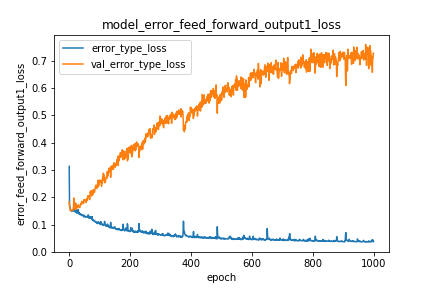 model_error_feed_forward_output1_loss
error_type_loss
val_error_type_loss
error_feed_forward_output1_loss
0.7
0.6
0.5
0.4
0.3
0.2
0.1
0.0
0
200
400
600
800
1000
epoch